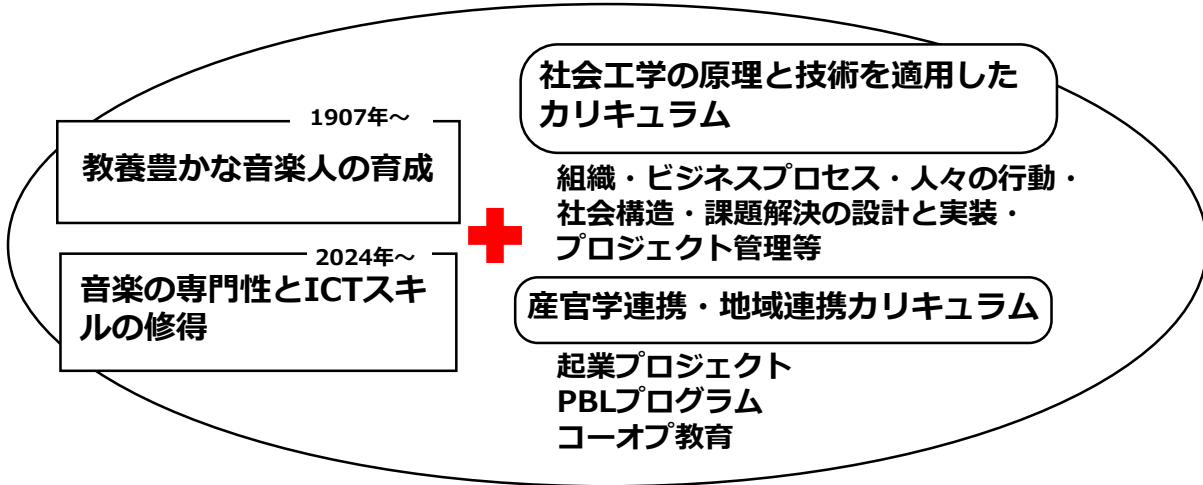 1907年～
教養豊かな音楽人の育成
2024年～
音楽の専門性とICTスキ
ルの修得
社会工学の原理と技術を適用した
カリキュラム
組織・ビジネスプロセス・人々の行動・
社会構造・課題解決の設計と実装・
プロジェクト管理等
産官学連携・地域連携カリキュラム
起業プロジェクト
PBLプログラム
コーオプ教育